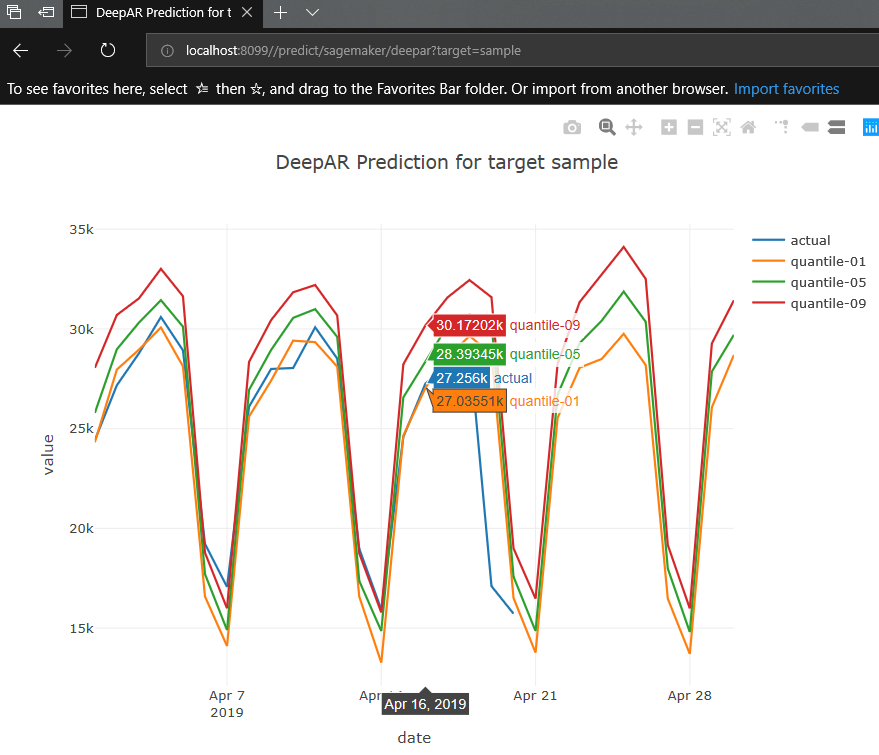 DeepAR Prediction for t
localhost:8099//predict/sagemaker/deepar?target=sample
To see favorites here, select then , and drag to the Favorites Bar folder. Or import from another browser. Import favorites
DeepAR Prediction for target sample
35k
30k
25k
20k
15k
value
actual
quantile-01
quantile-05
quantile-09
30.17202k quantile-09
28.39345k quantile-05
27.256k actual
27.03551k quantile-01
Apr 7
2019
Apr
Apr 16, 2019
Apr 21
Apr 28
date